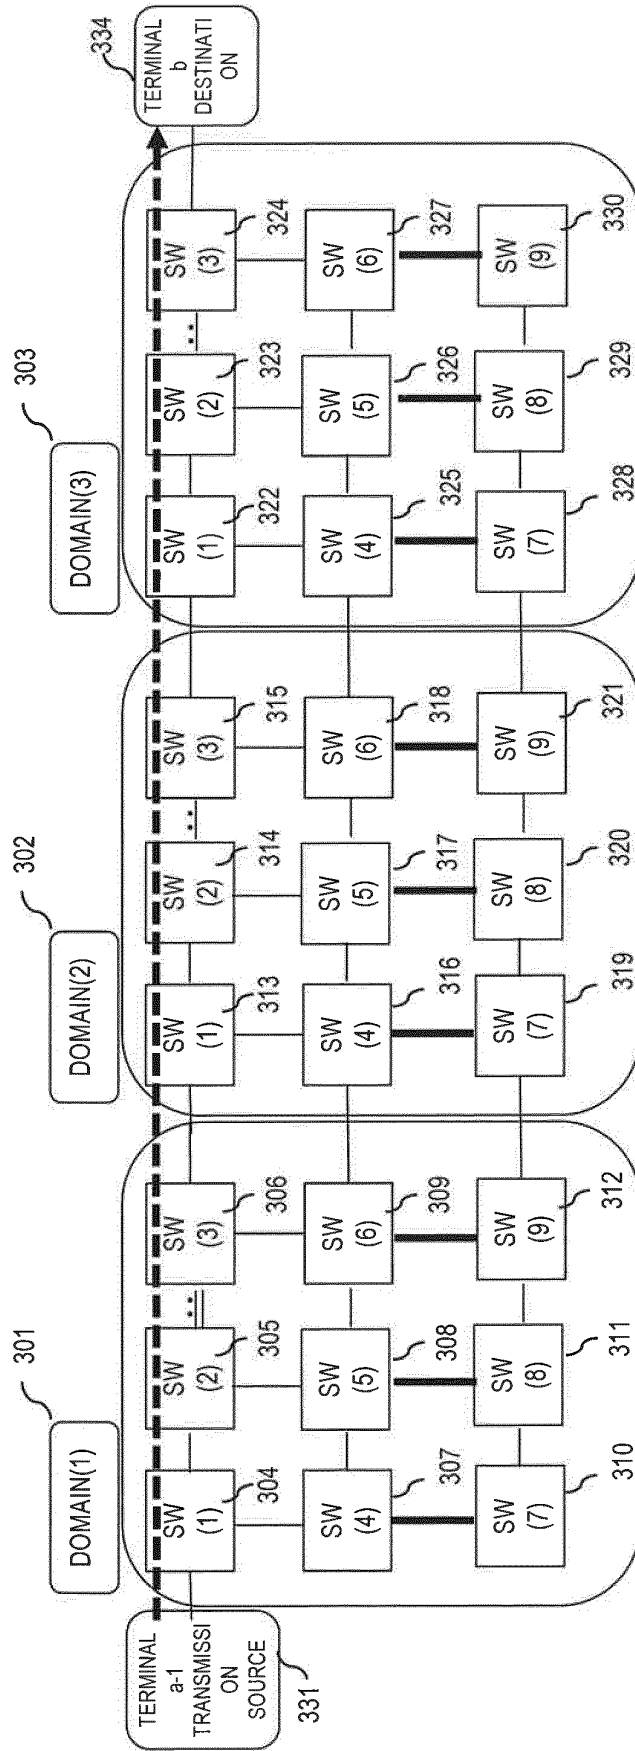 DOMAIN(1)
301
DOMAIN(2)
302
DOMAIN(3)
303
TERMINAL
a-1
TRANSMISSI
ON
SOURCE
331
SW
(1)
304
SW
(2)
305
SW
(3)
306
SW
(1)
313
SW
(2)
314
SW
(3)
315
SW
(1)
322
SW
(2)
323
SW
(3)
324
TERMINAL
b
DESTINATI
ON
334
SW
(4)
307
SW
(5)
308
SW
(6)
309
SW
(4)
316
SW
(5)
317
SW
(6)
318
SW
(4)
325
SW
(5)
326
SW
(6)
327
SW
(7)
310
SW
(8)
311
SW
(9)
312
SW
(7)
319
SW
(8)
320
SW
(9)
321
SW
(7)
328
SW
(8)
329
SW
(9)
330